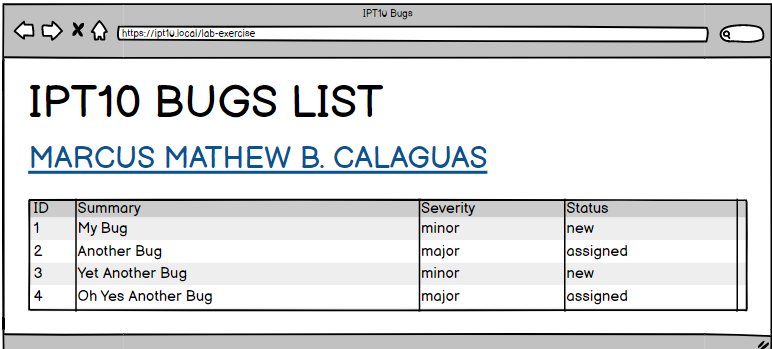 IPT10 Bugs
https://ipt10.local/lab-exercise
IPT10 BUGS LIST
MARCUS MATHEW B. CALAGUAS
ID Summary Severity Status
1 My Bug minor new
2 Another Bug major assigned
3 Yet Another Bug minor new
4 Oh Yes Another Bug major assigned